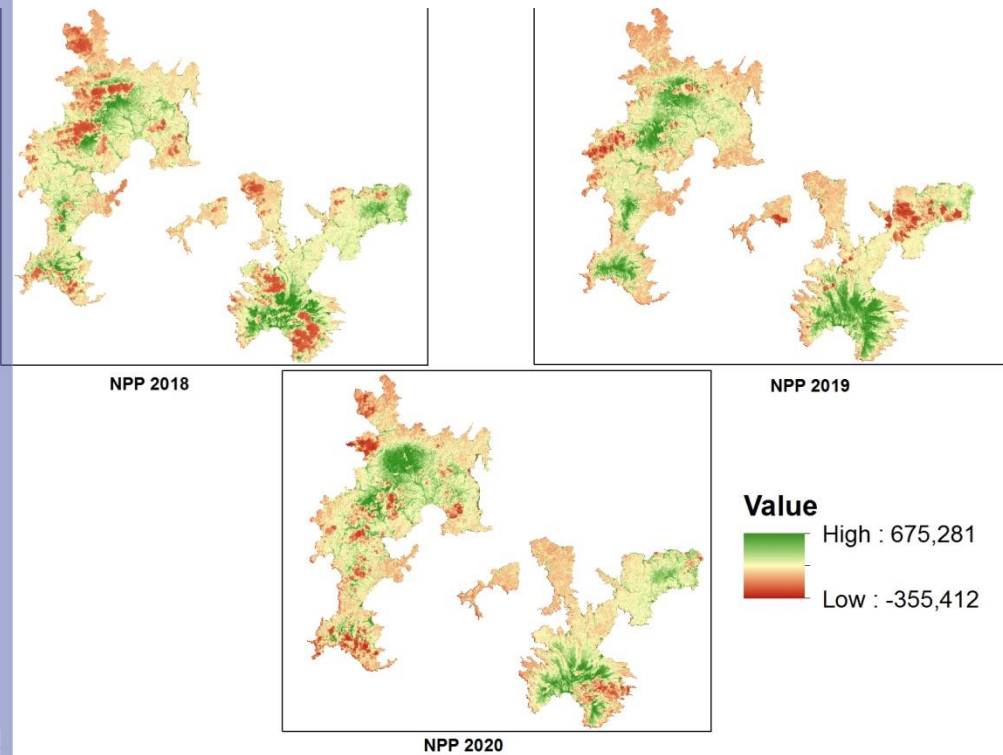 NPP 2018
NPP 2019
NPP 2020
Value
High : 675,281
Low : -355,412